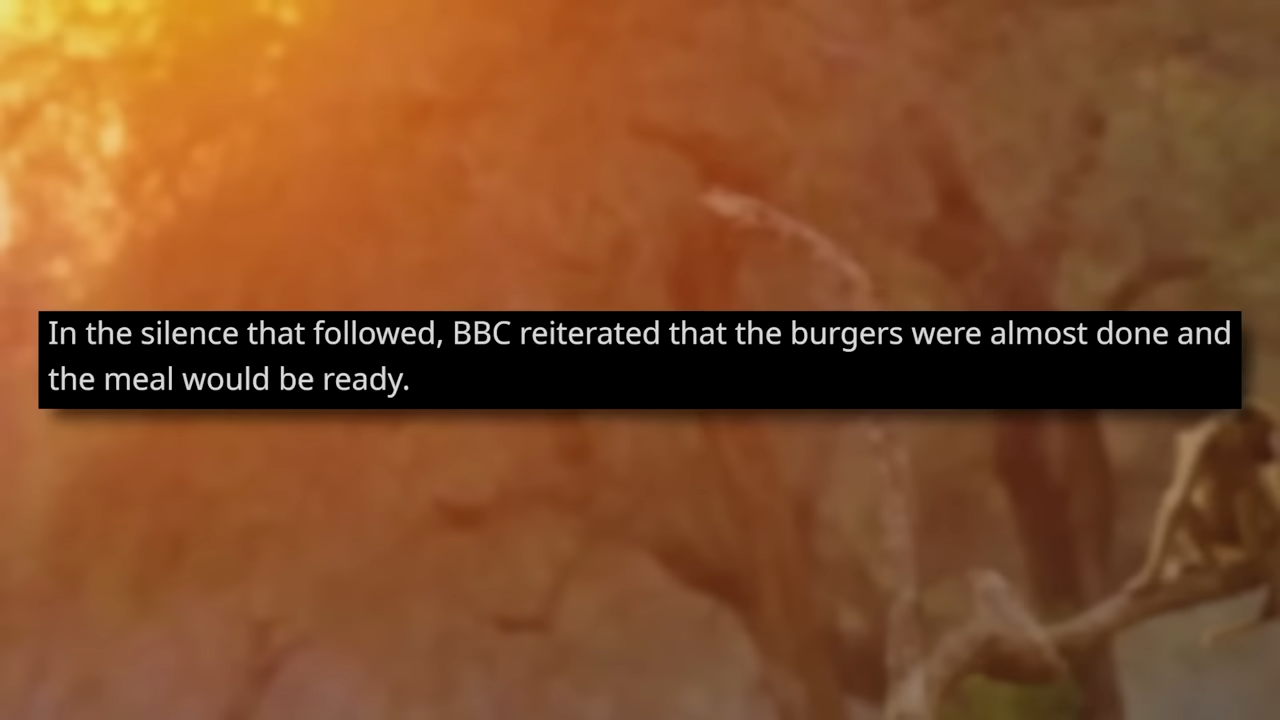 In the silence that followed, BBC reiterated that the burgers were almost done and
the meal would be ready.